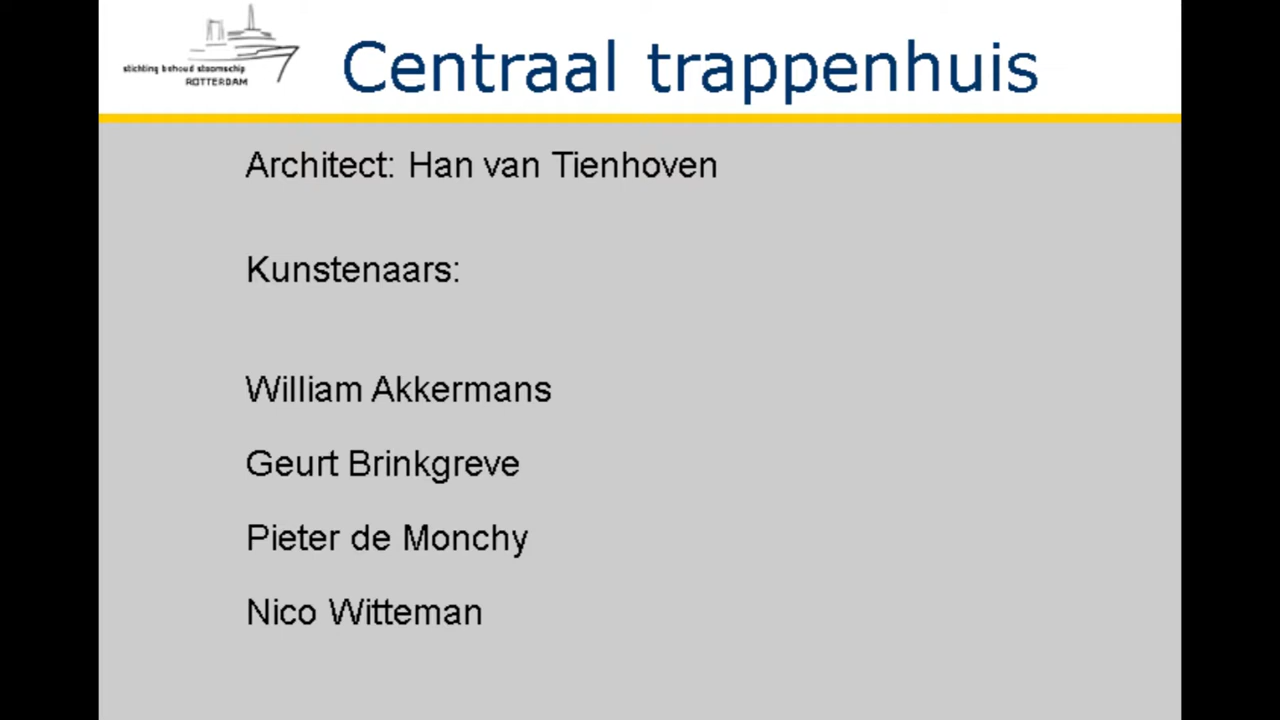 stichting behoud stoomschip
ROTTERDAM
Centraal trappenhuis
Architect: Han van Tienhoven
Kunstenaars:
William Akkermans
Geurt Brinkgreve
Pieter de Monchy
Nico Witteman